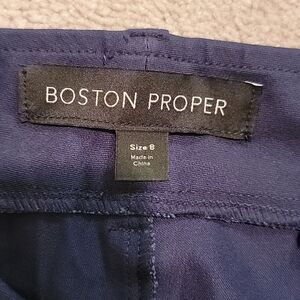 BOSTON PROPER
Size 8
Made in
China